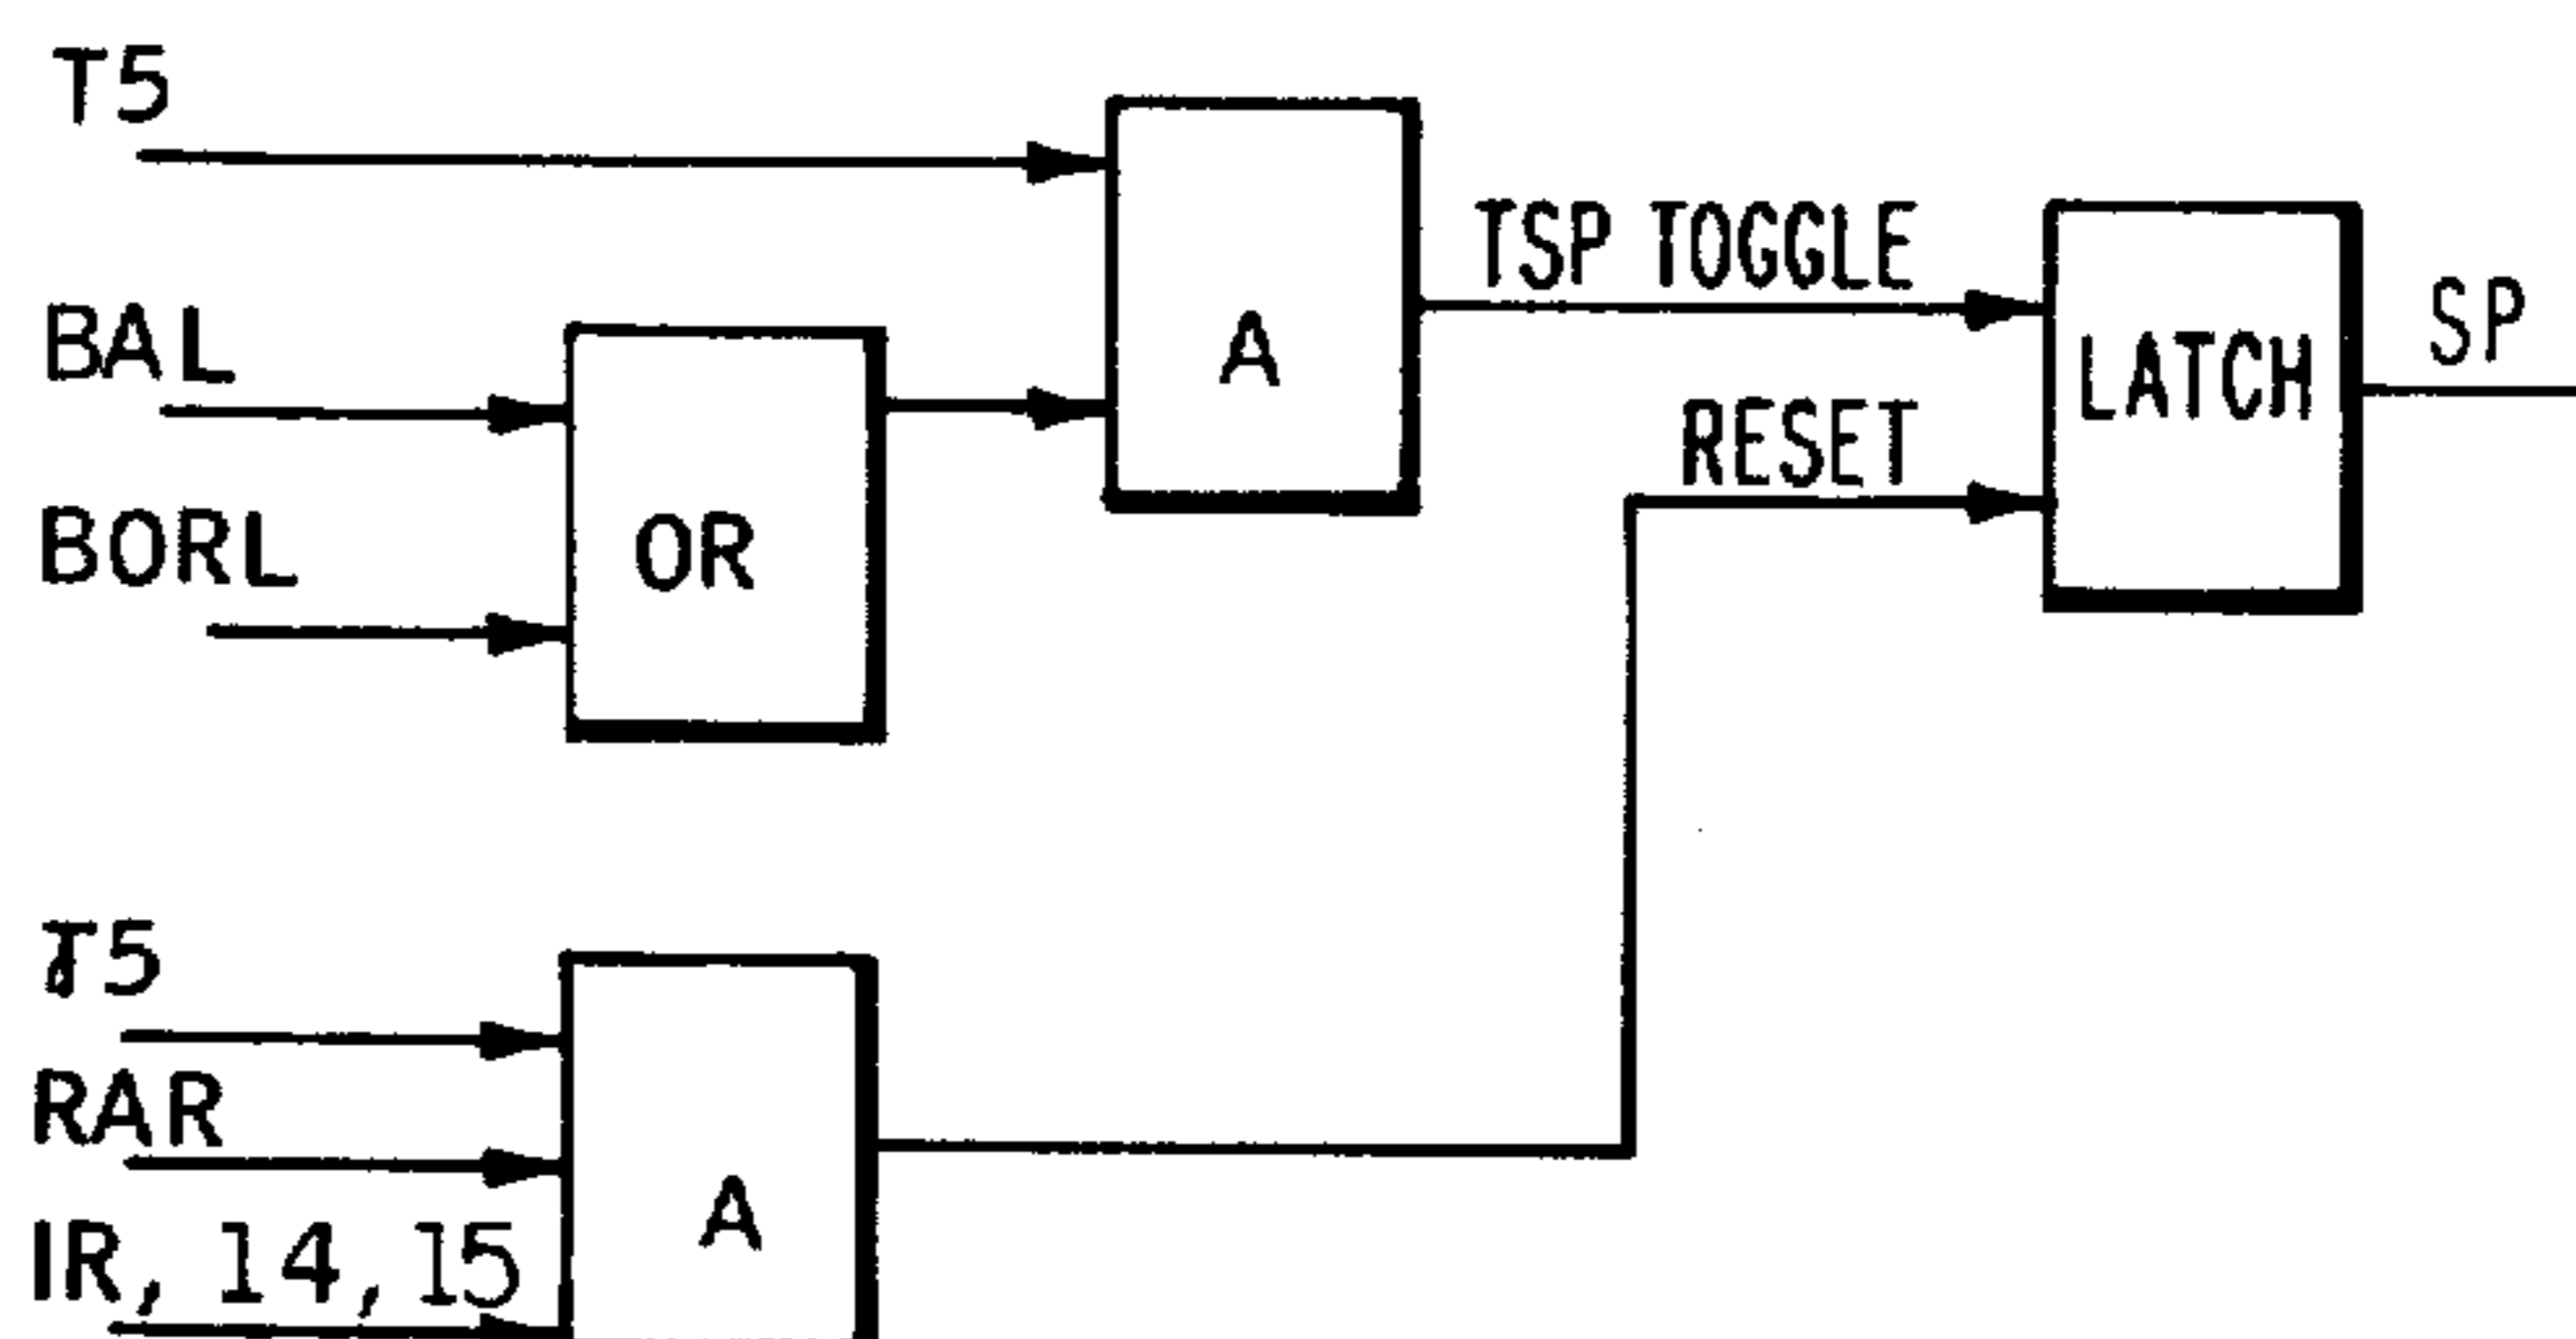 T5
A
TSP TOGGLE
BAL
OR
LATCH
SP
BORL
RESET
T5
RAR
A
IR, 14, 15